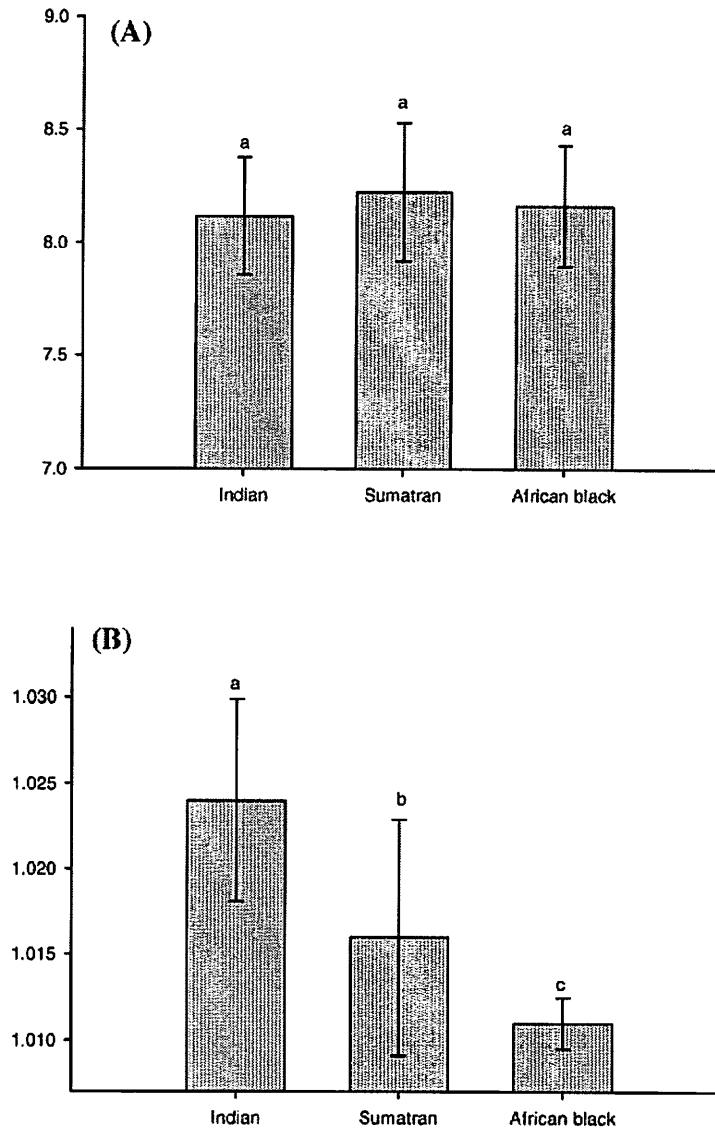 (A)
9.0
8.5
8.0
7.5
7.0
a
a
a
Indian
Sumatran
African black
(B)
1.030
1.025
1.020
1.015
1.010
a
b
c
Indian
Sumatran
African black